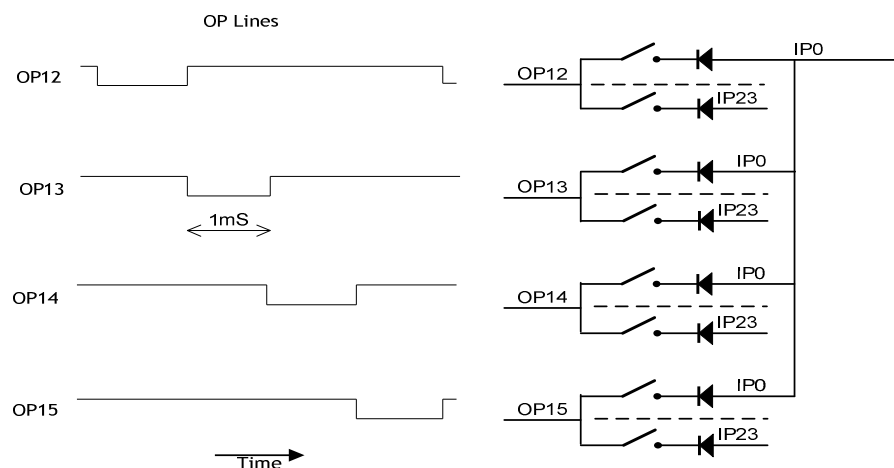 OP Lines
OP12
OP13
1mS
OP14
OP15
Time
IP0
OP12
IP23
IP0
OP13
IP23
IP0
OP14
IP23
IP0
OP15
IP23